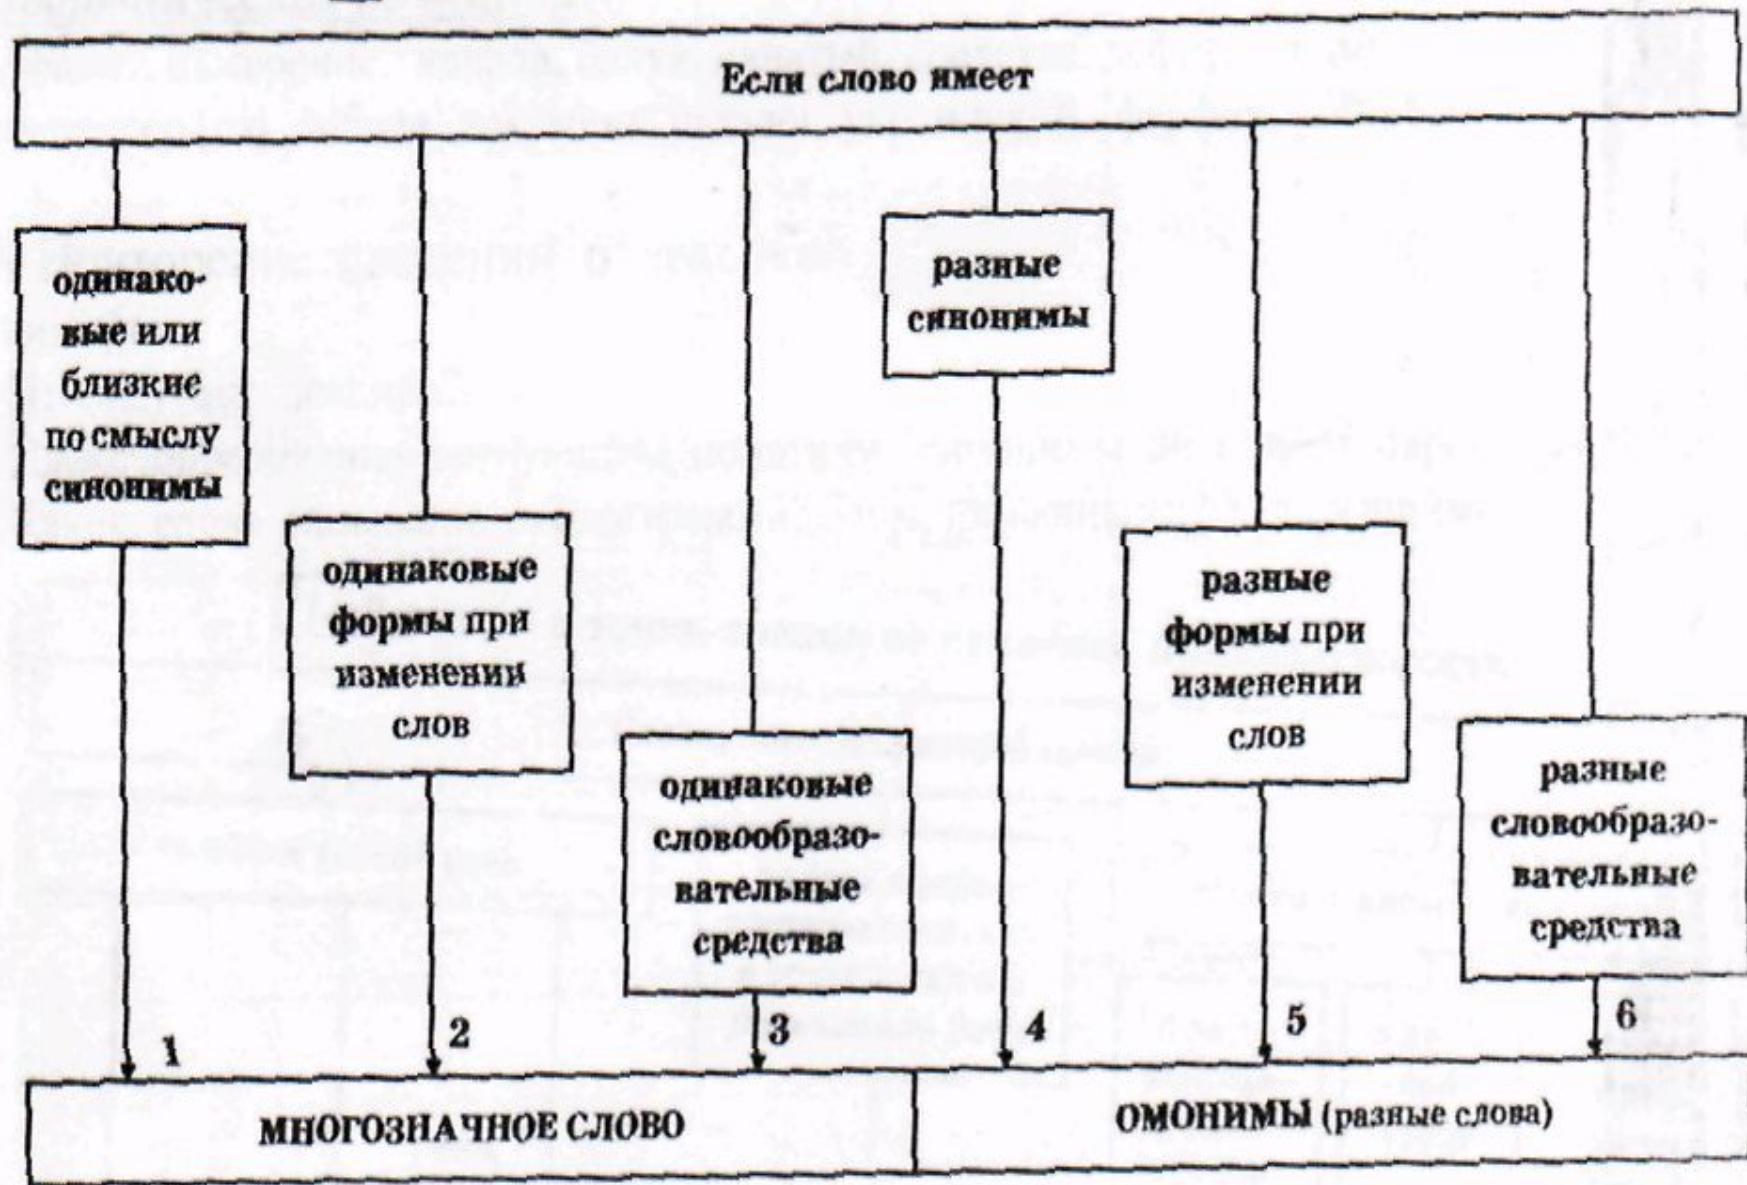 Если слово имеет
одинако-
вые или
близкие
по смыслу
синонимы
одинаковые
формы при
изменении
слов
одинаковые
словообразо-
вательные
средства
разные
синонимы
разные
формы при
изменении
слов
разные
словообразо-
вательные
средства
1
2
3
4
5
6
МНОГОЗНАЧНОЕ СЛОВО
ОМОНИМЫ (разные слова)